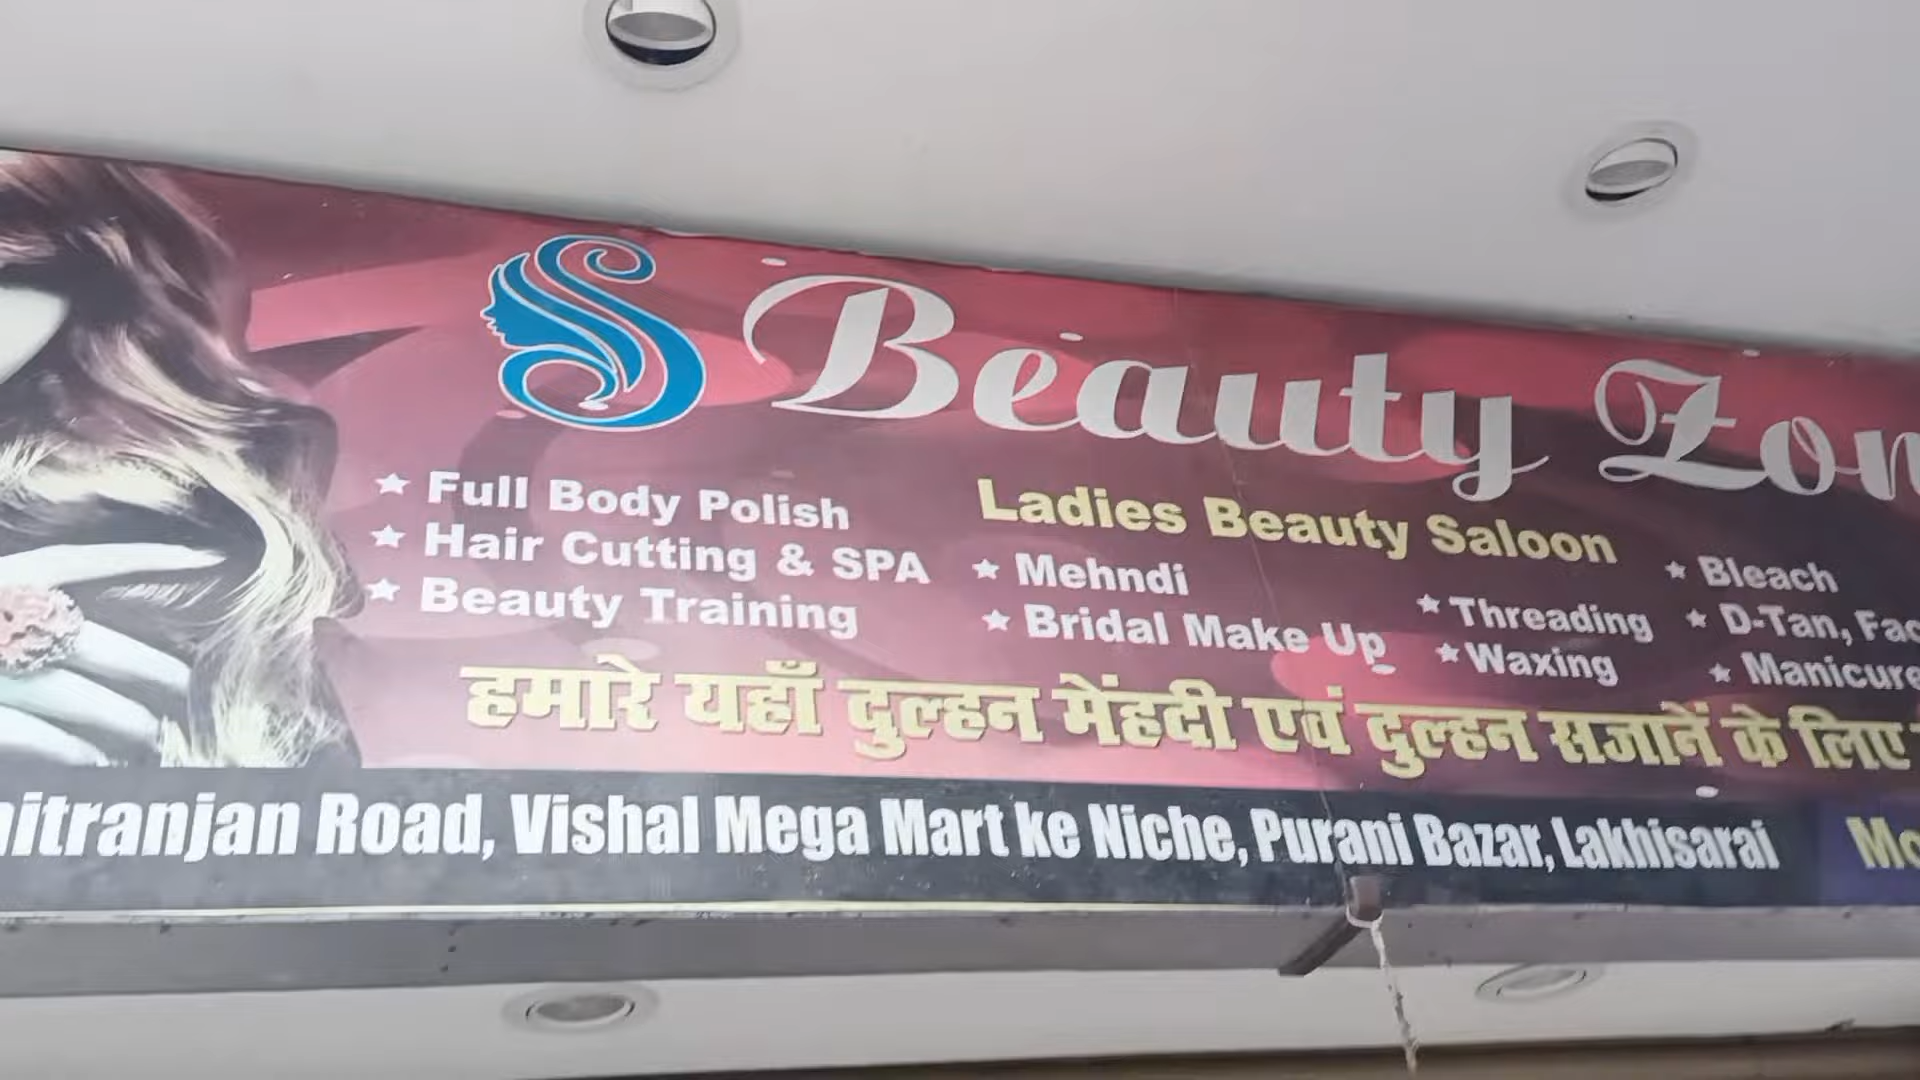 S Beauty Zon
Ladies Beauty Saloon
★ Full Body Polish
★ Hair Cutting & SPA
★ Beauty Training
★ Mehndi
★ Bridal Make Up
★ Threading
★ Waxing
★ Bleach
★ D-Tan, Fac
★ Manicure
हमारे यहाँ दुल्हन मेंहदी एवं दुल्हन सजानें के लिए
itranjan Road, Vishal Mega Mart ke Niche, Purani Bazar, Lakhisarai
Mo